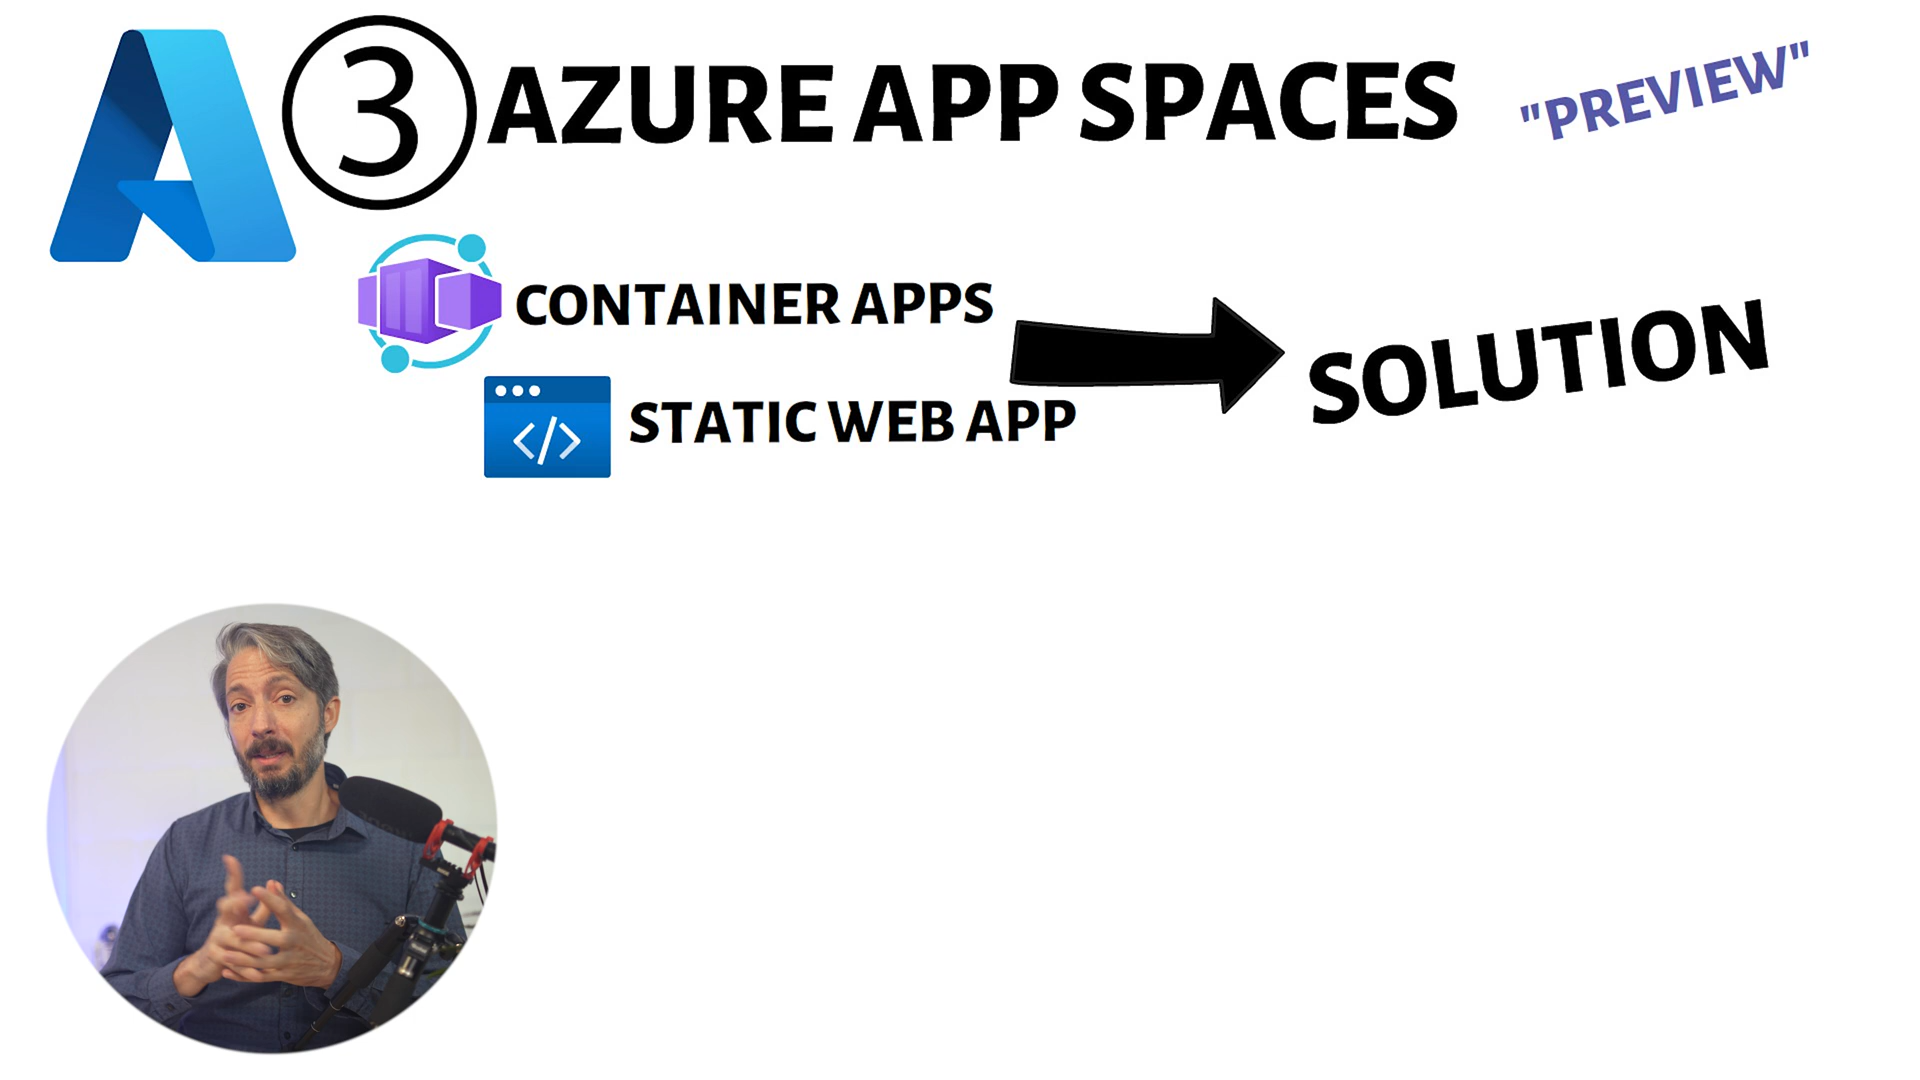 3 AZURE APP SPACES "PREVIEW"
CONTAINER APPS
SOLUTION
STATIC WEB APP
</>